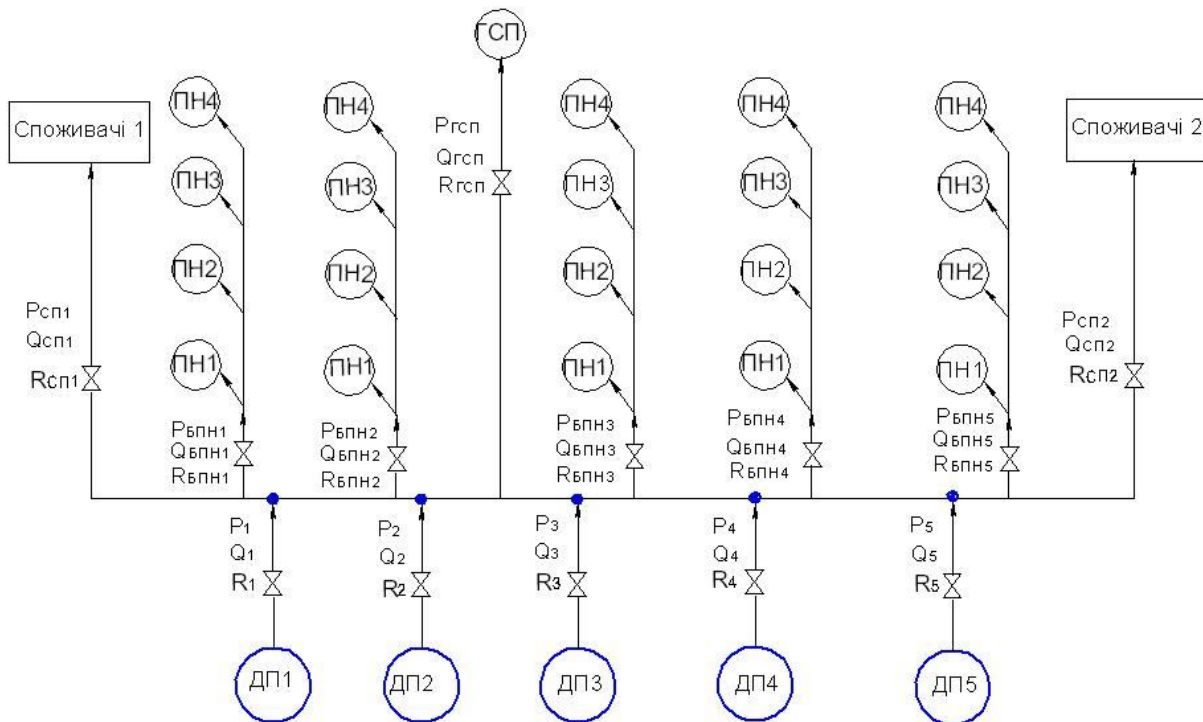 ГСП
ПН4
ПН4
ПН4
ПН4
ПН4
Споживачі 1
Споживачі 2
Pгсп
Qгсп
Rгсп
ПН3
ПН3
ПН3
ПН3
ПН3
ПН2
ПН2
ПН2
ПН2
ПН2
Pсп1
Qсп1
Rсп1
Pсп2
Qсп2
Rсп2
ПН1
ПН1
ПН1
ПН1
ПН1
PБПН1
QБПН1
RБПН1
PБПН2
QБПН2
RБПН2
PБПН3
QБПН3
RБПН3
PБПН4
QБПН4
RБПН4
PБПН5
QБПН5
RБПН5
P1
Q1
R1
P2
Q2
R2
P3
Q3
R3
P4
Q4
R4
P5
Q5
R5
ДП1
ДП2
ДП3
ДП4
ДП5